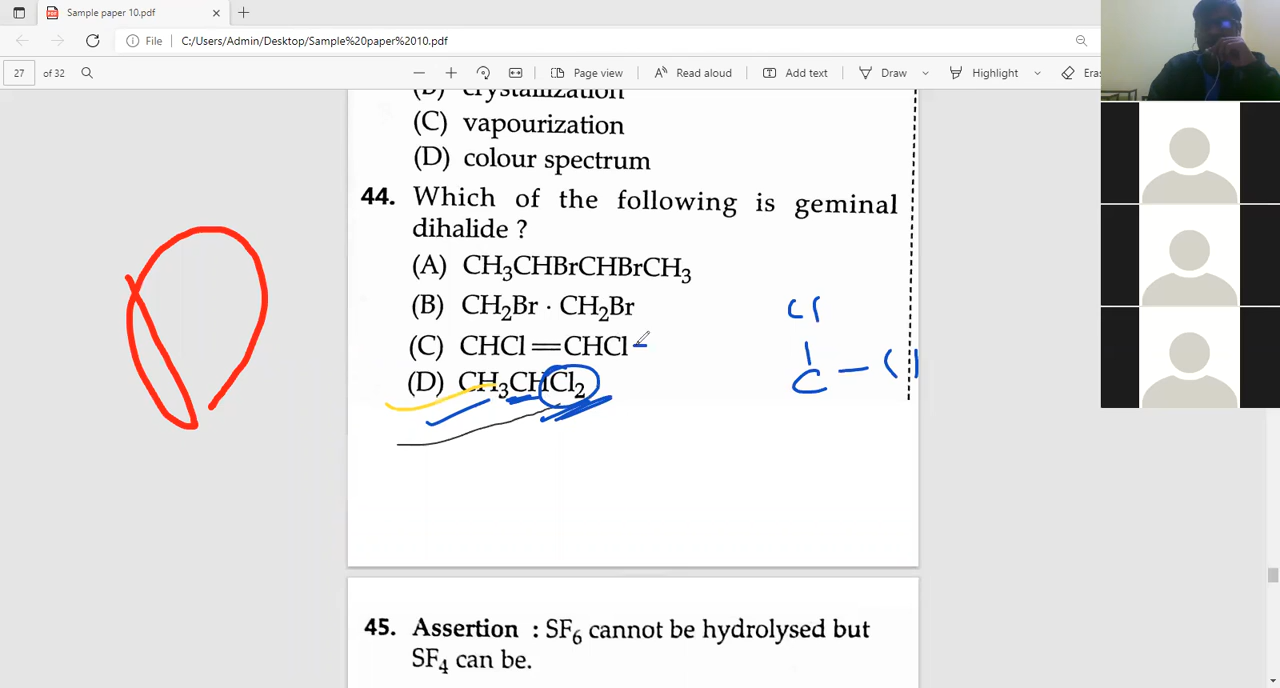 Sample paper 10.pdf
File C:/Users/Admin/Desktop/Sample%20paper%2010.pdf
27 of 32 Page view Read aloud Add text Draw Highlight Eras
(B) crystallization
(C) vapourization
(D) colour spectrum
44. Which of the following is geminal
dihalide ?
(A) CH₃CHBrCHBrCH₃
(B) CH₂Br · CH₂Br
(C) CHCl=CHCl
(D) CH₃CHCl₂
Cl
C - Cl
45. Assertion : SF₆ cannot be hydrolysed but
SF₄ can be.